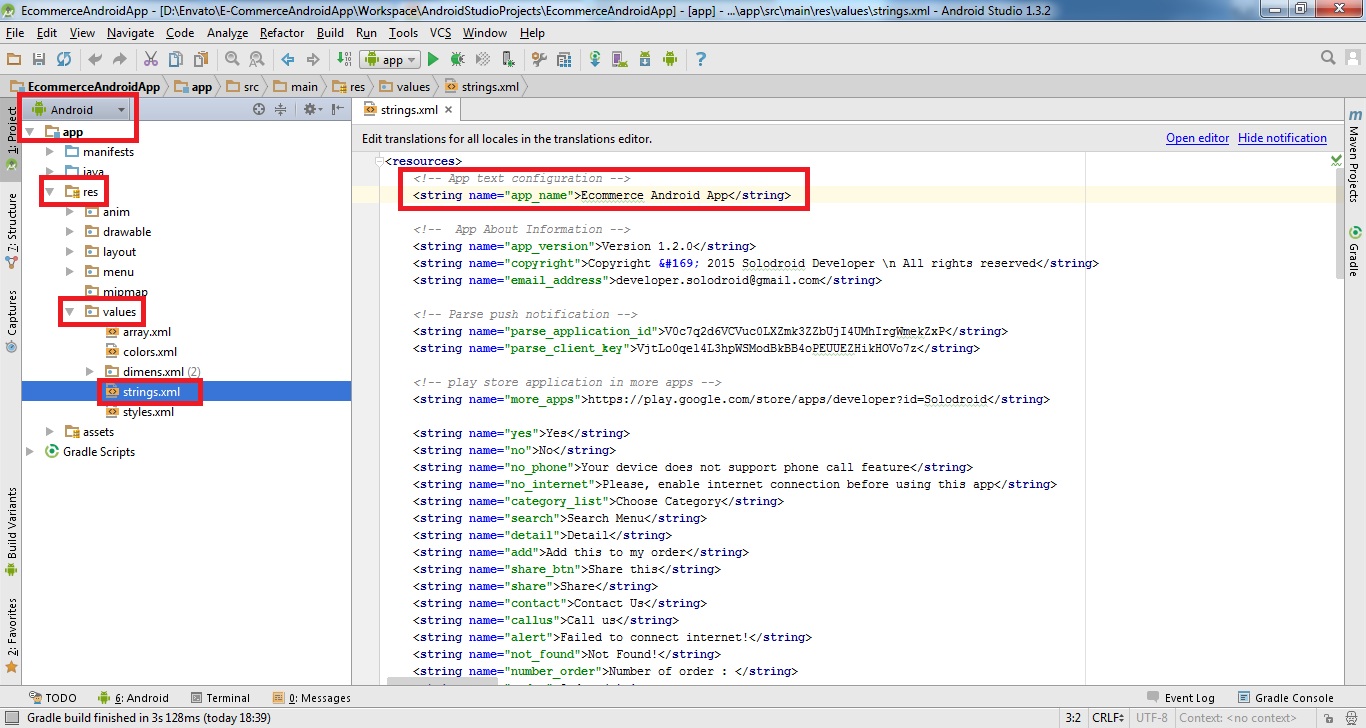 EcommerceAndroidApp - [D:\Envato\E-CommerceAndroidApp\Workspace\AndroidStudioProjects\EcommerceAndroidApp] - [app] - ...\app\src\main\res\values\strings.xml - Android Studio 1.3.2
File Edit View Navigate Code Analyze Refactor Build Run Tools VCS Window Help
app
EcommerceAndroidApp app src main res values strings.xml
1: Project
7: Structure
Captures
Build Variants
2: Favorites
Android
app
manifests
java
res
anim
drawable
layout
menu
mipmap
values
array.xml
colors.xml
dimens.xml (2)
strings.xml
styles.xml
assets
Gradle Scripts
strings.xml
Edit translations for all locales in the translations editor. Open editor Hide notification
<resources>
<!-- App text configuration -->
<string name="app_name">Ecommerce Android App</string>
<!-- App About Information -->
<string name="app_version">Version 1.2.0</string>
<string name="copyright">Copyright &#169; 2015 Solodroid Developer \n All rights reserved</string>
<string name="email_address">developer.solodroid@gmail.com</string>
<!-- Parse push notification -->
<string name="parse_application_id">V0c7q2d6VCVuc0LXZmk3ZZbUjI4UMhIrgWmekZxP</string>
<string name="parse_client_key">VjtLo0qel4L3hpWSModBkBB4oPEUUEZHikHOVo7z</string>
<!-- play store application in more apps -->
<string name="more_apps">https://play.google.com/store/apps/developer?id=Solodroid</string>
<string name="yes">Yes</string>
<string name="no">No</string>
<string name="no_phone">Your device does not support phone call feature</string>
<string name="no_internet">Please, enable internet connection before using this app</string>
<string name="category_list">Choose Category</string>
<string name="search">Search Menu</string>
<string name="detail">Detail</string>
<string name="add">Add this to my order</string>
<string name="share_btn">Share this</string>
<string name="share">Share</string>
<string name="contact">Contact Us</string>
<string name="callus">Call us</string>
<string name="alert">Failed to connect internet!</string>
<string name="not_found">Not Found!</string>
<string name="number_order">Number of order : </string>
Maven Projects
Gradle
TODO 6: Android Terminal 0: Messages Event Log Gradle Console
Gradle build finished in 3s 128ms (today 18:39) 3:2 CRLF UTF-8 Context: <no context>